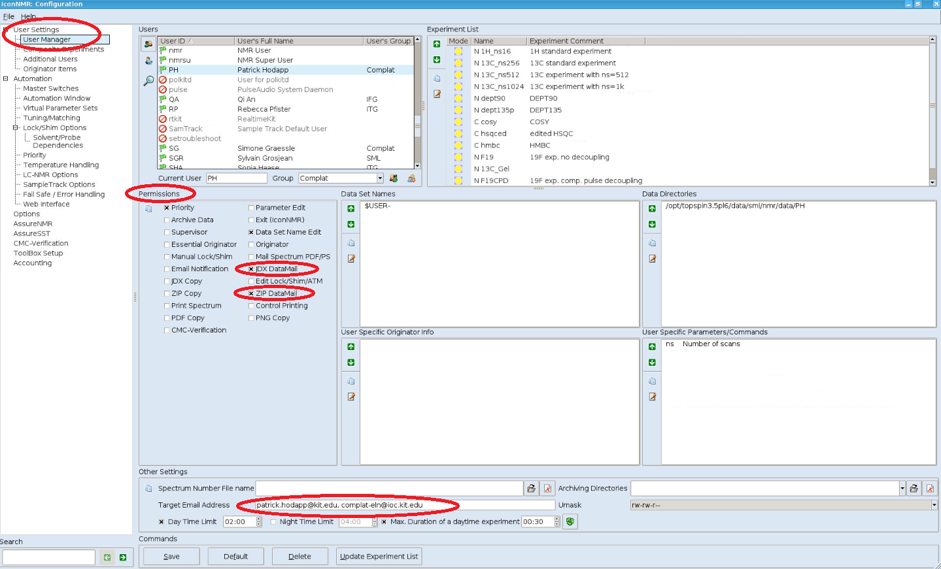 IconNMR: Configuration
File Help
User Settings
User Manager
Composite Experiments
Additional Users
Originator Items
Automation
Master Switches
Automation Window
Virtual Parameter Sets
Tuning/Matching
Lock/Shim Options
Solvent/Probe
Dependencies
Priority
Temperature Handling
LC-NMR Options
SampleTrack Options
Fail Safe / Error Handling
Web Interface
Options
AssureNMR
AssureSST
CMC-Verification
ToolBox Setup
Accounting
Search
Users
User ID User's Full Name User's Group
nmr NMR User
nmrsu NMR Super User
PH Patrick Hodapp Complat
polkitd User for polkitd
pulse PulseAudio System Daemon
QA Qi An IFG
RP Rebecca Pfister ITG
rtkit RealtimeKit
SamTrack Sample Track Default User
setroubleshoot
SG Simone Graessle Complat
SGR Sylvain Grosjean SML
SHA Sonja Haase ITG
Current User PH Group Complat
Experiment List
Mode Name Experiment Comment
N 1H_ns16 1H standard experiment
N 13C_ns256 13C standard experiment
N 13C_ns512 13C experiment with ns=512
N 13C_ns1024 13C experiment with ns=1k
N dept90 DEPT90
N dept135p DEPT135
C cosy COSY
C hsqced edited HSQC
C hmbc HMBC
N F19 19F exp. no decoupling
N 13C_Gel
N F19CPD 19F exp. comp. pulse decoupling
Permissions
Priority Parameter Edit
Archive Data Exit (IconNMR)
Supervisor Data Set Name Edit
Essential Originator Originator
Manual Lock/Shim Mail Spectrum PDF/PS
Email Notification JDX DataMail
JDX Copy Edit Lock/Shim/ATM
ZIP Copy ZIP DataMail
Print Spectrum Control Printing
PDF Copy PNG Copy
CMC-Verification
Data Set Names
$USER-
Data Directories
/opt/topspin3.5pl6/data/sml/nmr/data/PH
User Specific Originator Info
User Specific Parameters/Commands
ns Number of scans
Other Settings
Spectrum Number File name Archiving Directories
Target Email Address patrick.hodapp@kit.edu, complat-eln@ioc.kit.edu Umask rw-rw-r--
Day Time Limit 02:00 Night Time Limit 04:00 Max. Duration of a daytime experiment 00:30
Commands
Save Default Delete Update Experiment List